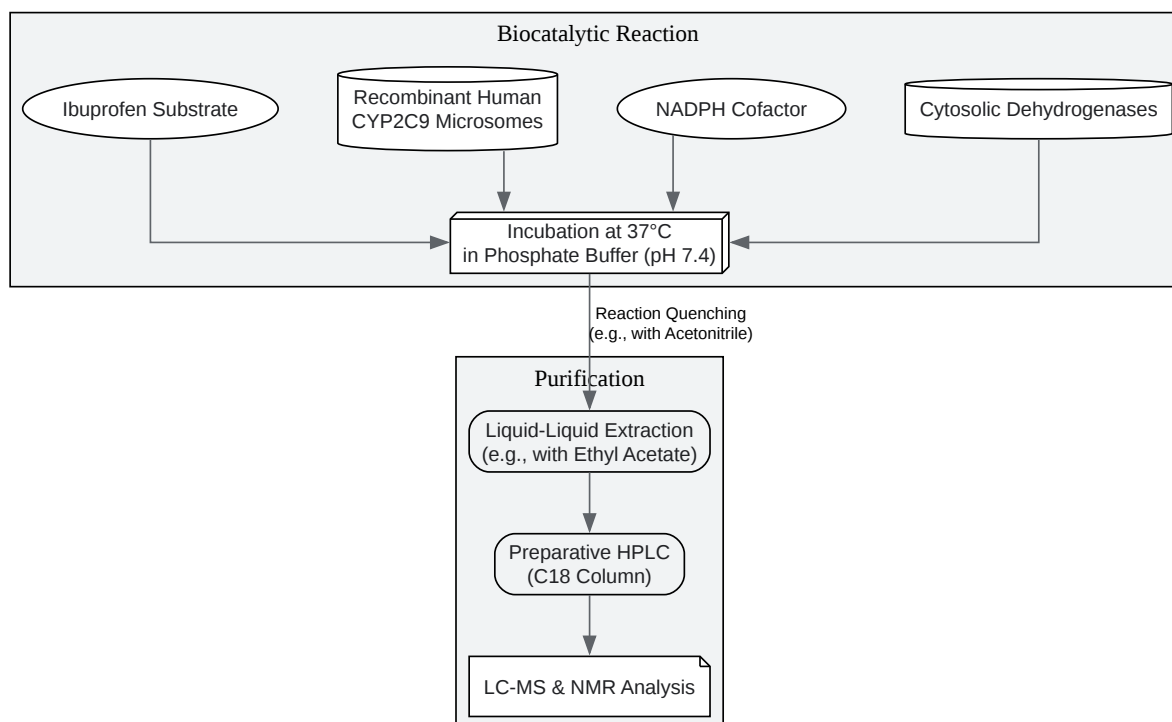 Biocatalytic Reaction
Ibuprofen Substrate
Recombinant Human
CYP2C9 Microsomes
NADPH Cofactor
Cytosolic Dehydrogenases
Incubation at 37°C
in Phosphate Buffer (pH 7.4)
Reaction Quenching
(e.g., with Acetonitrile)
Purification
Liquid-Liquid Extraction
(e.g., with Ethyl Acetate)
Preparative HPLC
(C18 Column)
LC-MS & NMR Analysis